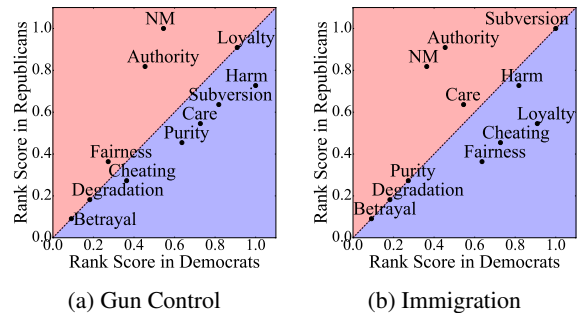 NM
Loyalty
Authority
Harm
Subversion
Care
Purity
Fairness
Cheating
Degradation
Betrayal
1.0
0.8
0.6
0.4
0.2
0.0
0.0 0.2 0.4 0.6 0.8 1.0
Rank Score in Republicans
Rank Score in Democrats
(a) Gun Control
Subversion
Authority
NM
Harm
Care
Loyalty
Cheating
Fairness
Purity
Degradation
Betrayal
1.0
0.8
0.6
0.4
0.2
0.0
0.0 0.2 0.4 0.6 0.8 1.0
Rank Score in Republicans
Rank Score in Democrats
(b) Immigration